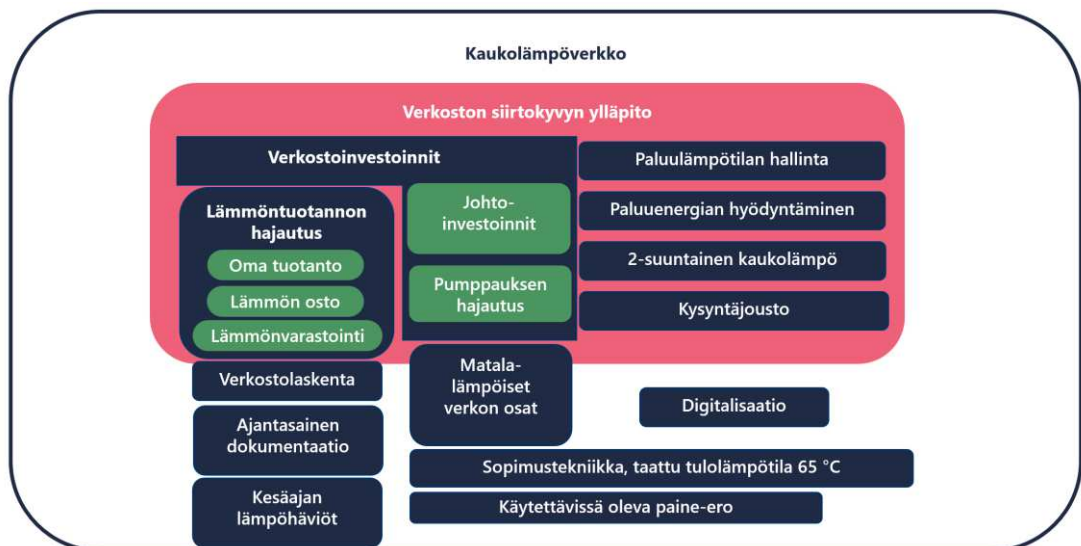 Kaukolämpöverkko
Verkoston siirtokyvyn ylläpito
Verkostoinvestoinnit
Lämmöntuotannon
hajautus
Oma tuotanto
Lämmön osto
Lämmönvarastointi
Johto-
investoinnit
Pumppauksen
hajautus
Paluulämpötilan hallinta
Paluuenergian hyödyntäminen
2-suuntainen kaukolämpö
Kysyntäjousto
Verkostolaskenta
Ajantasainen
dokumentaatio
Kesäajan
lämpöhäviöt
Matala-
lämpöiset
verkon osat
Digitalisaatio
Sopimustekniikka, taattu tulolämpötila 65 °C
Käytettävissä oleva paine-ero